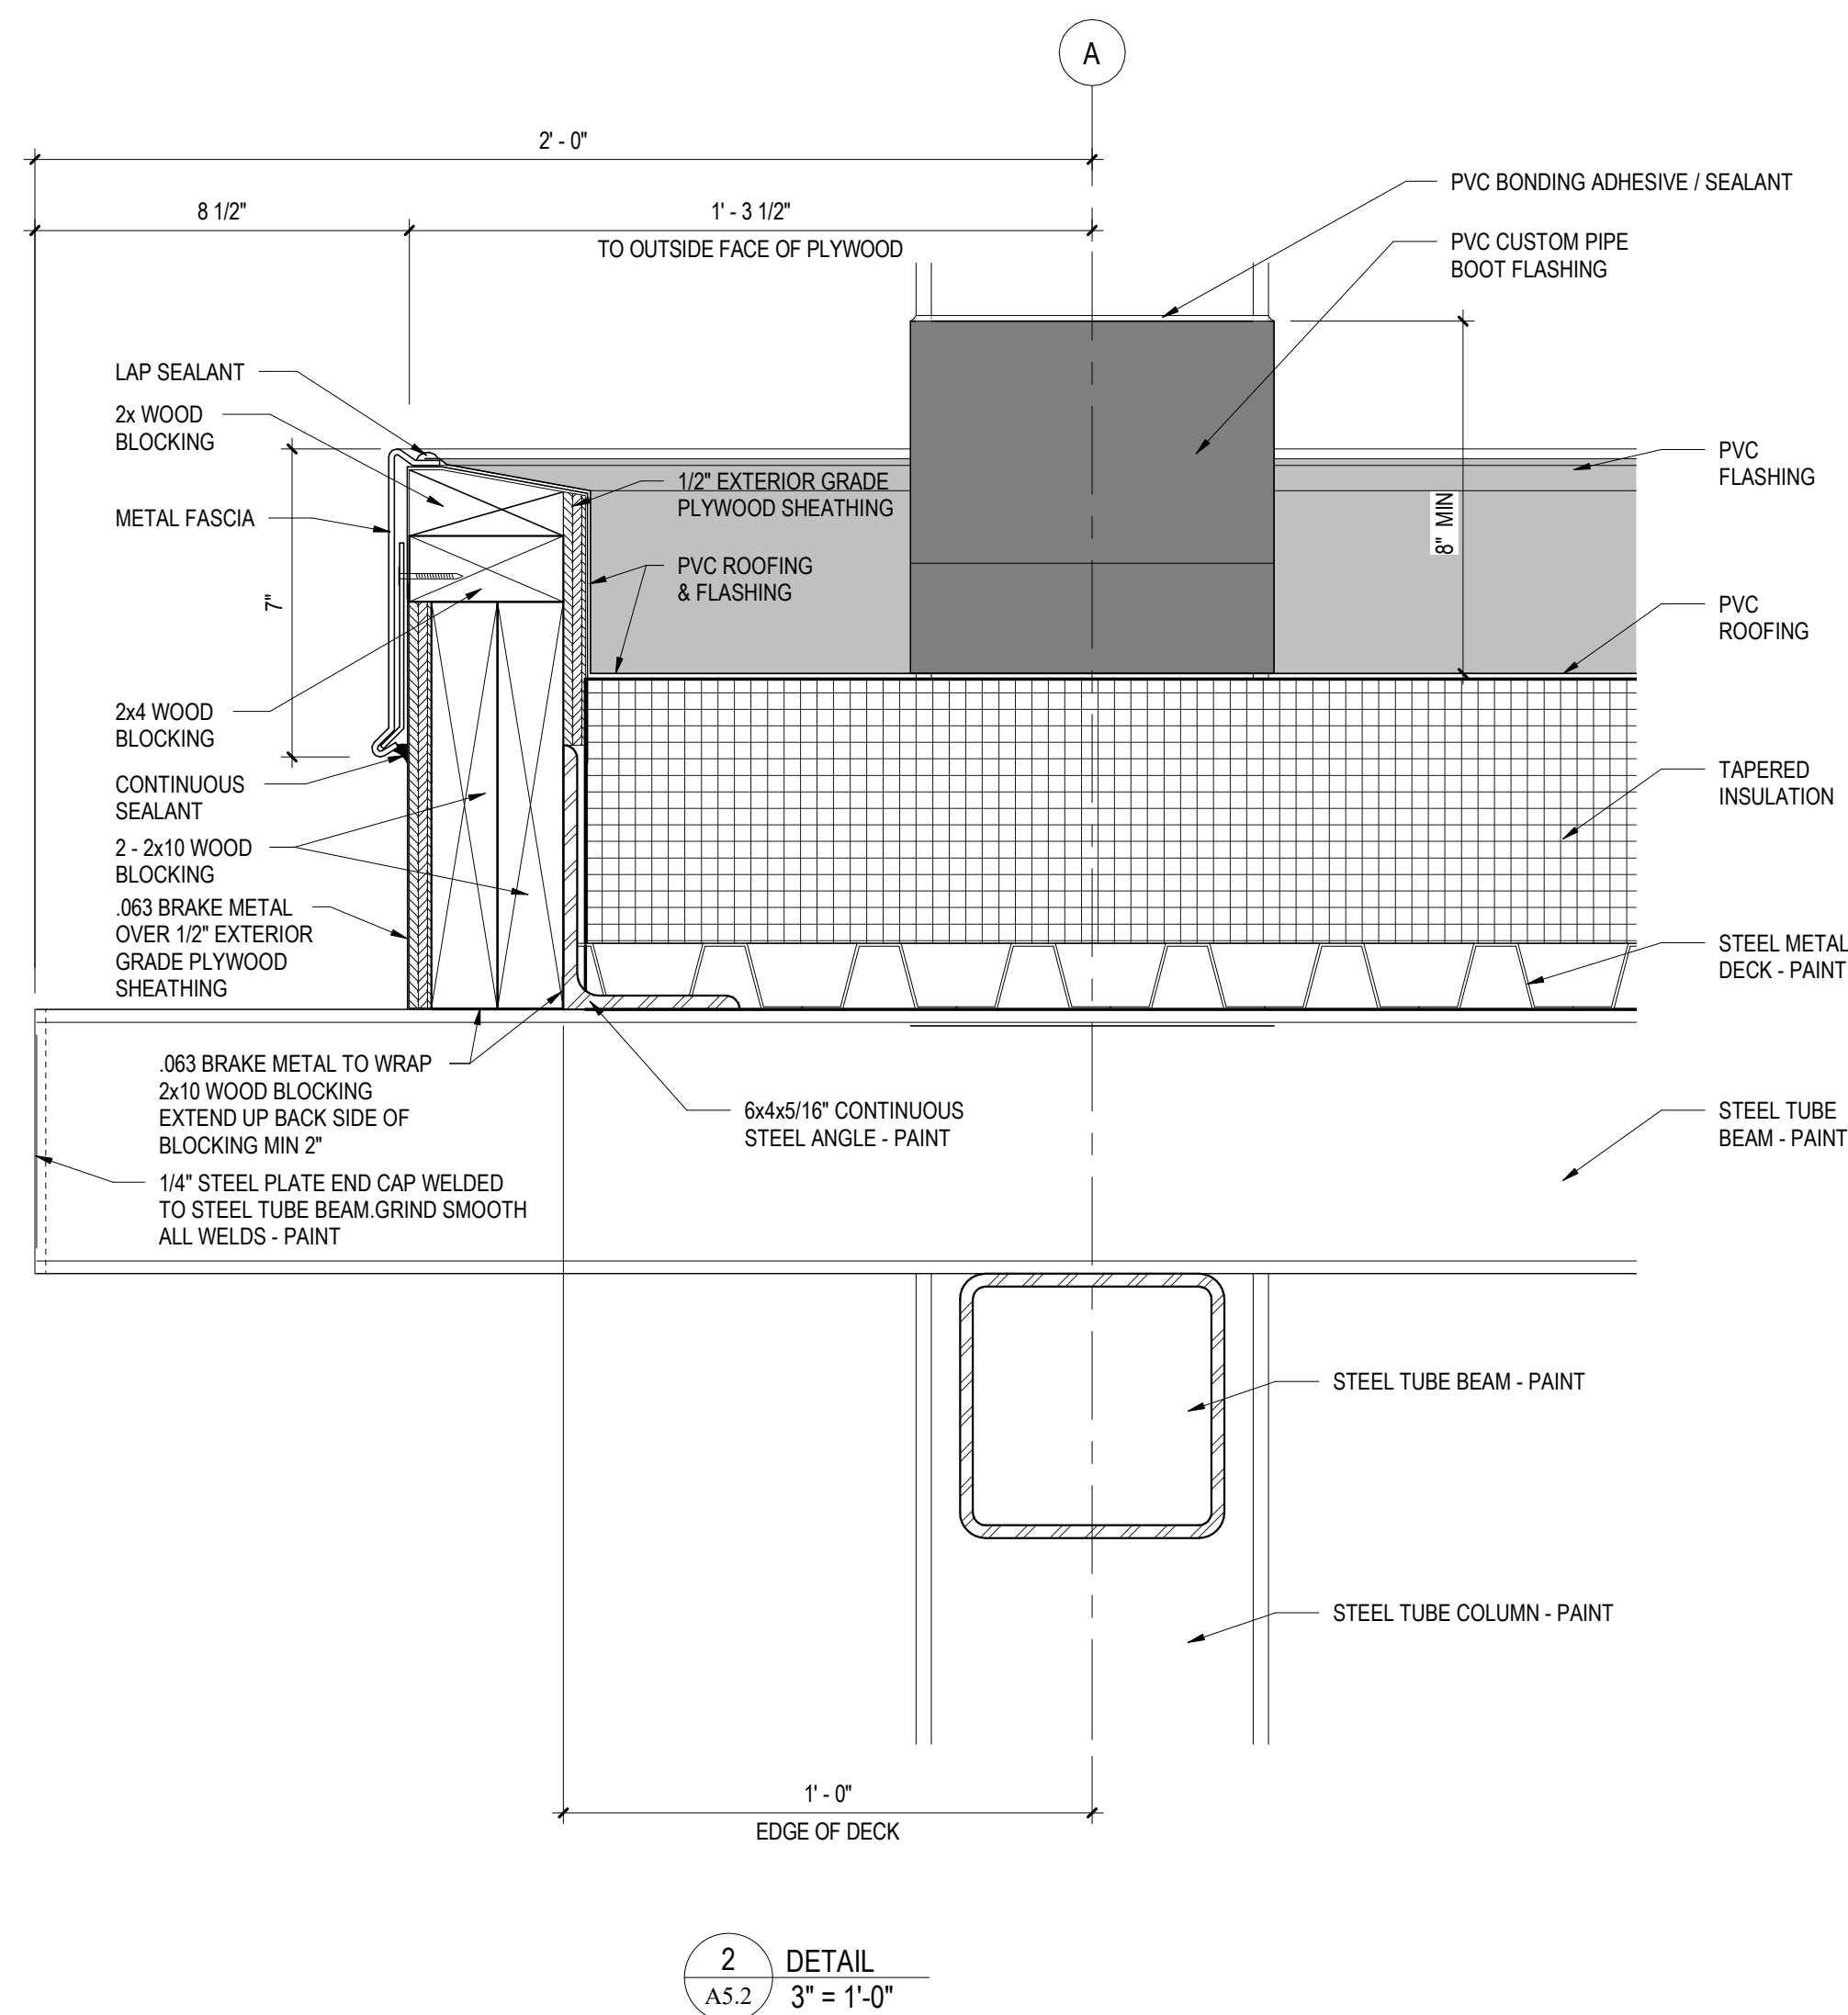 A
2' - 0"
8 1/2"
1' - 3 1/2"
TO OUTSIDE FACE OF PLYWOOD
PVC BONDING ADHESIVE / SEALANT
PVC CUSTOM PIPE
BOOT FLASHING
LAP SEALANT
2x WOOD
BLOCKING
METAL FASCIA
7"
2x4 WOOD
BLOCKING
CONTINUOUS
SEALANT
2 - 2x10 WOOD
BLOCKING
.063 BRAKE METAL
OVER 1/2" EXTERIOR
GRADE PLYWOOD
SHEATHING
1/2" EXTERIOR GRADE
PLYWOOD SHEATHING
PVC ROOFING
& FLASHING
8" MIN
PVC
FLASHING
PVC
ROOFING
TAPERED
INSULATION
STEEL METAL
DECK - PAINT
.063 BRAKE METAL TO WRAP
2x10 WOOD BLOCKING
EXTEND UP BACK SIDE OF
BLOCKING MIN 2"
1/4" STEEL PLATE END CAP WELDED
TO STEEL TUBE BEAM.GRIND SMOOTH
ALL WELDS - PAINT
6x4x5/16" CONTINUOUS
STEEL ANGLE - PAINT
STEEL TUBE
BEAM - PAINT
STEEL TUBE BEAM - PAINT
STEEL TUBE COLUMN - PAINT
1' - 0"
EDGE OF DECK
2
A5.2
DETAIL
3" = 1'-0"